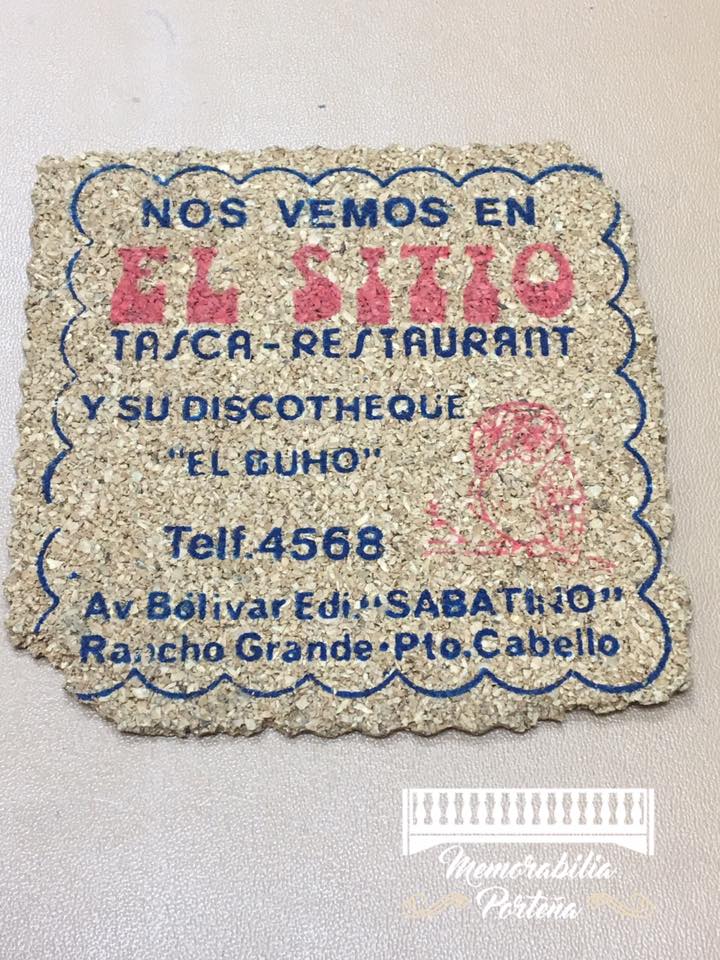 NOS VEMOS EN
EL SITIO
TASCA-RESTAURANT
Y SU DISCOTHEQUE
"EL BUHO"
Telf.4568
Av Bolivar Edi."SABATINO"
Rancho Grande·Pto.Cabello
Memorabilia
Porteña